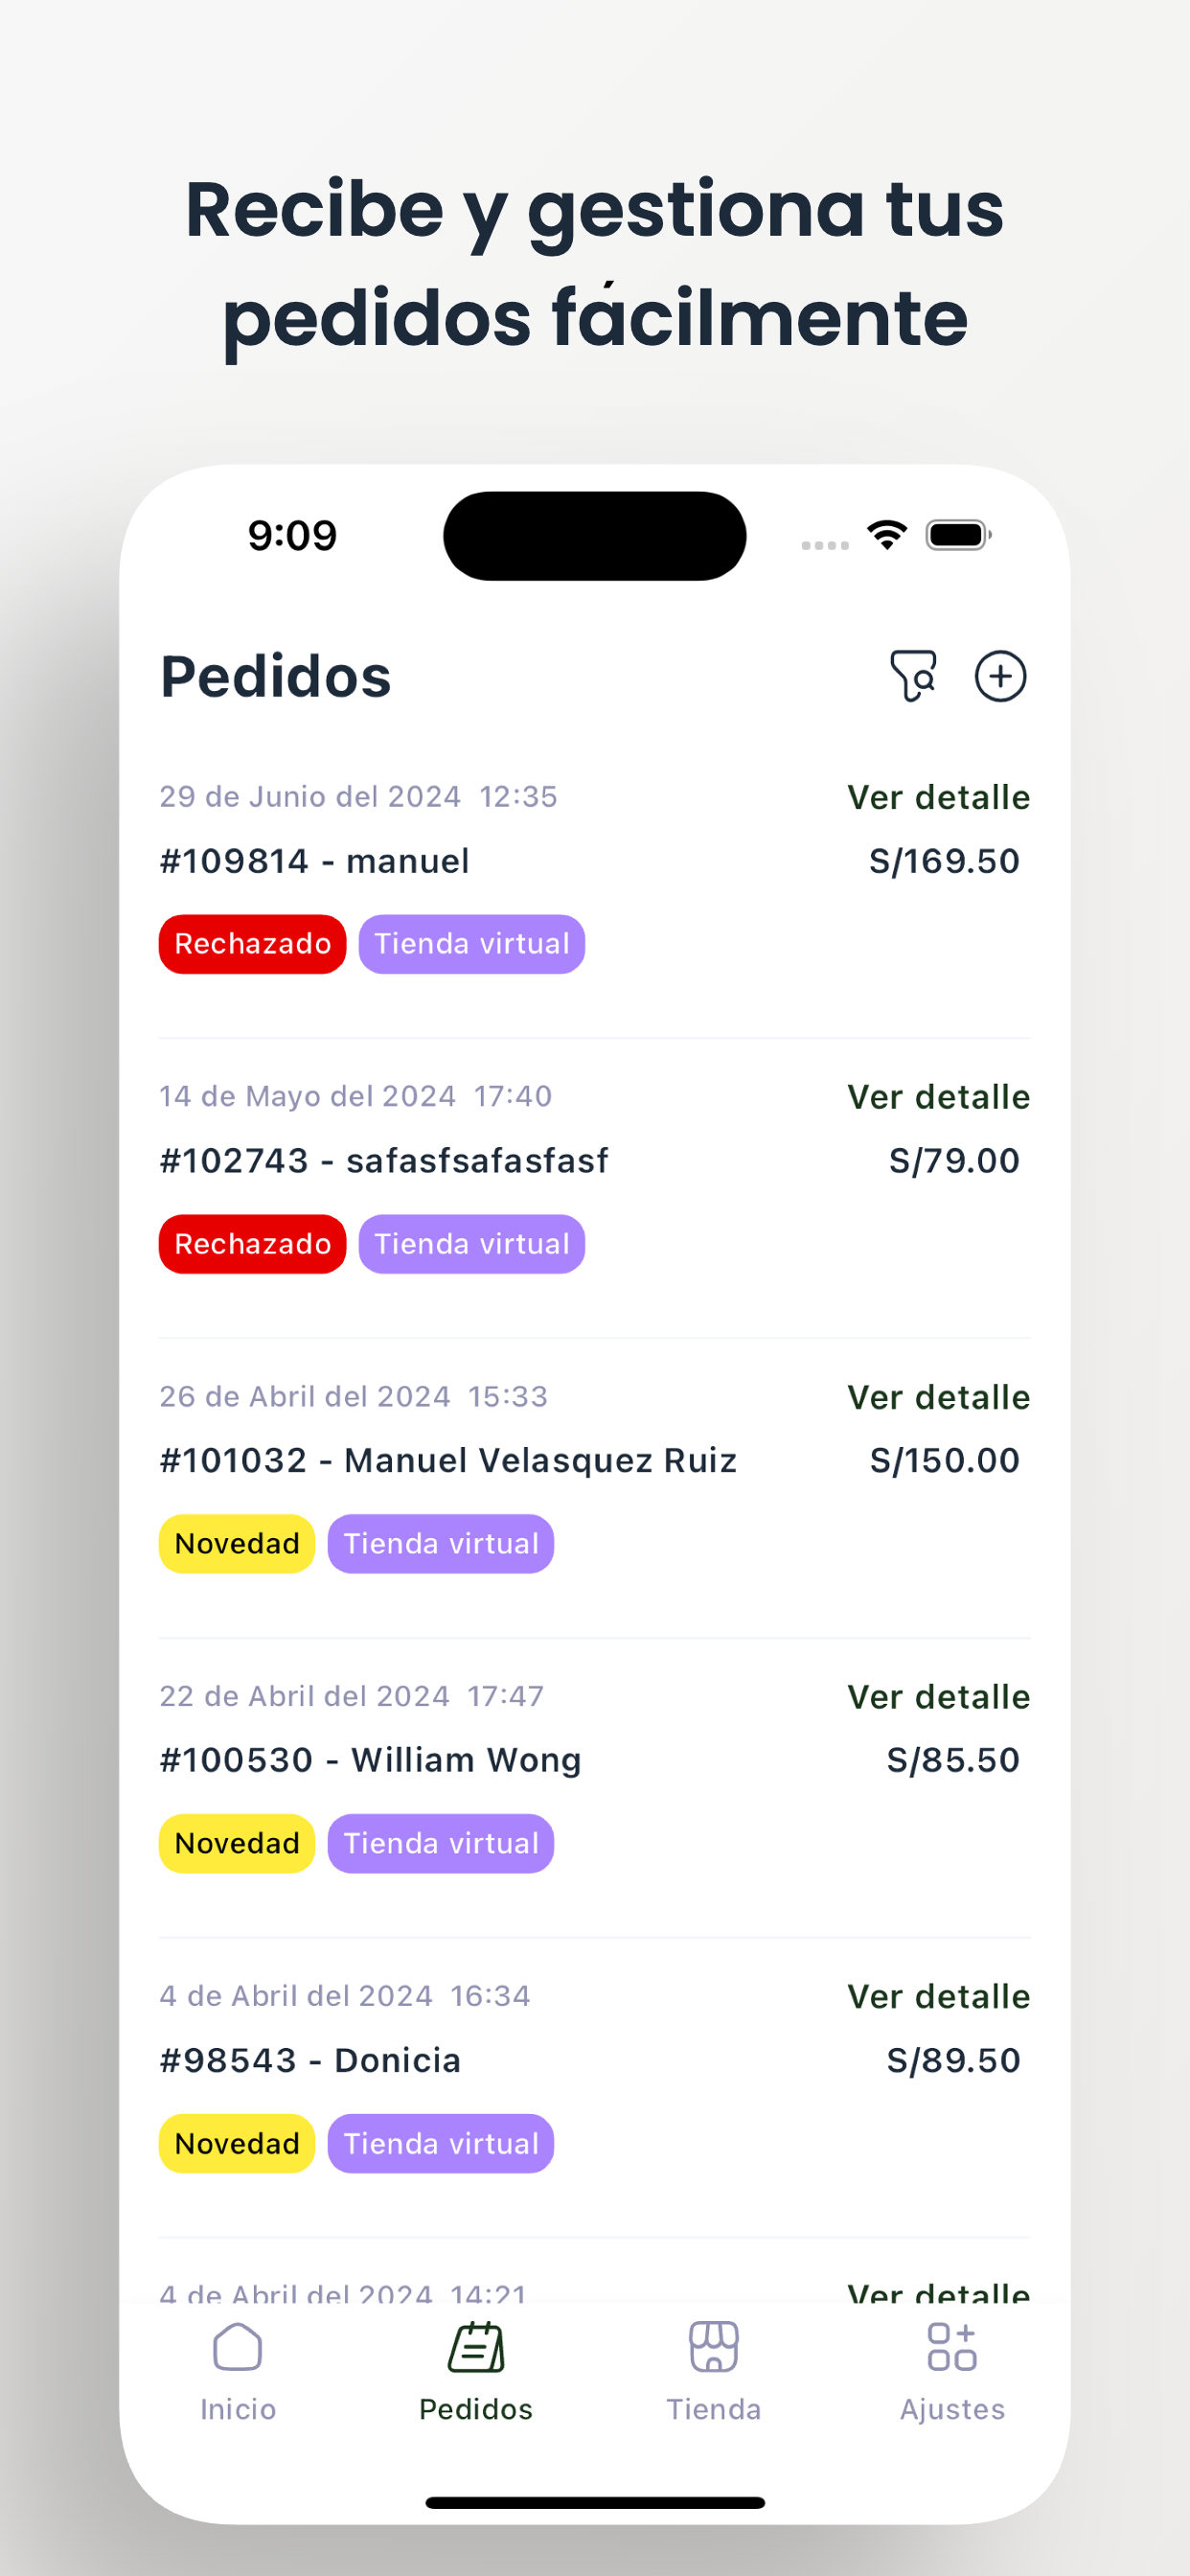 Recibe y gestiona tus
pedidos fácilmente
9:09
Pedidos
29 de Junio del 2024 12:35 Ver detalle
#109814 - manuel S/169.50
Rechazado Tienda virtual
14 de Mayo del 2024 17:40 Ver detalle
#102743 - safasfsafasfasf S/79.00
Rechazado Tienda virtual
26 de Abril del 2024 15:33 Ver detalle
#101032 - Manuel Velasquez Ruiz S/150.00
Novedad Tienda virtual
22 de Abril del 2024 17:47 Ver detalle
#100530 - William Wong S/85.50
Novedad Tienda virtual
4 de Abril del 2024 16:34 Ver detalle
#98543 - Donicia S/89.50
Novedad Tienda virtual
4 de Abril del 2024 14:21 Ver detalle
Inicio Pedidos Tienda Ajustes